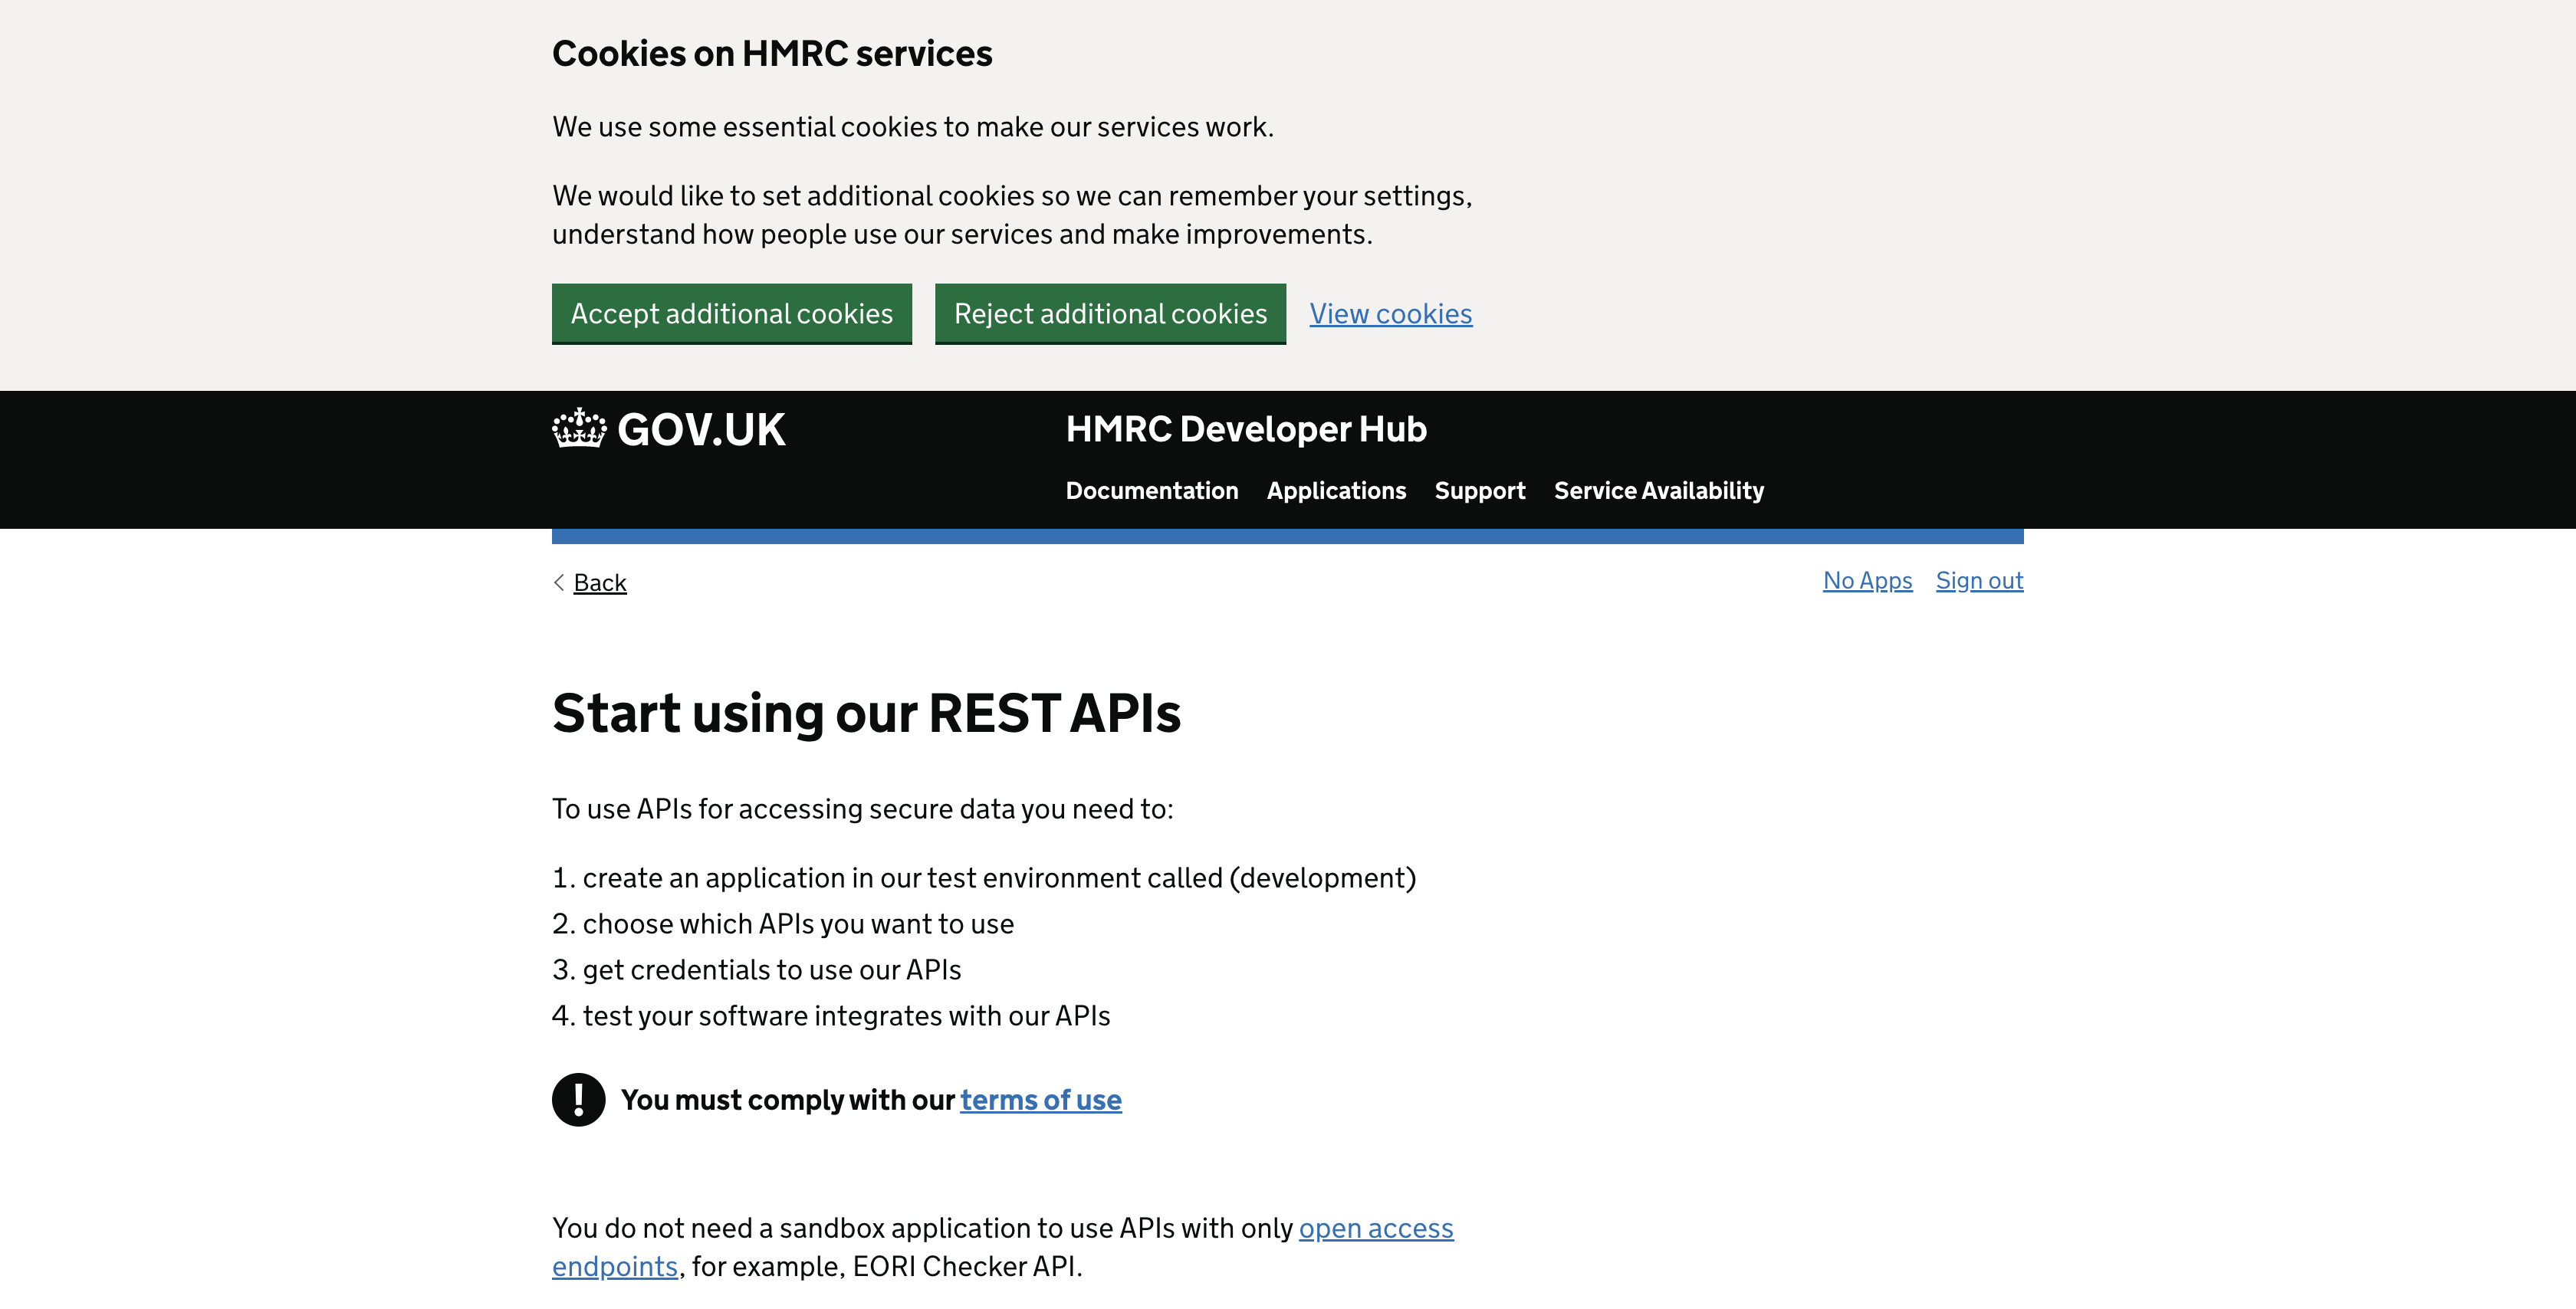 Cookies on HMRC services
We use some essential cookies to make our services work.
We would like to set additional cookies so we can remember your settings,
understand how people use our services and make improvements.
Accept additional cookies
Reject additional cookies
View cookies
GOV.UK
HMRC Developer Hub
Documentation
Applications
Support
Service Availability
Back
No Apps
Sign out
Start using our REST APIs
To use APIs for accessing secure data you need to:
1. create an application in our test environment called (development)
2. choose which APIs you want to use
3. get credentials to use our APIs
4. test your software integrates with our APIs
! You must comply with our terms of use
You do not need a sandbox application to use APIs with only open access
endpoints, for example, EORI Checker API.